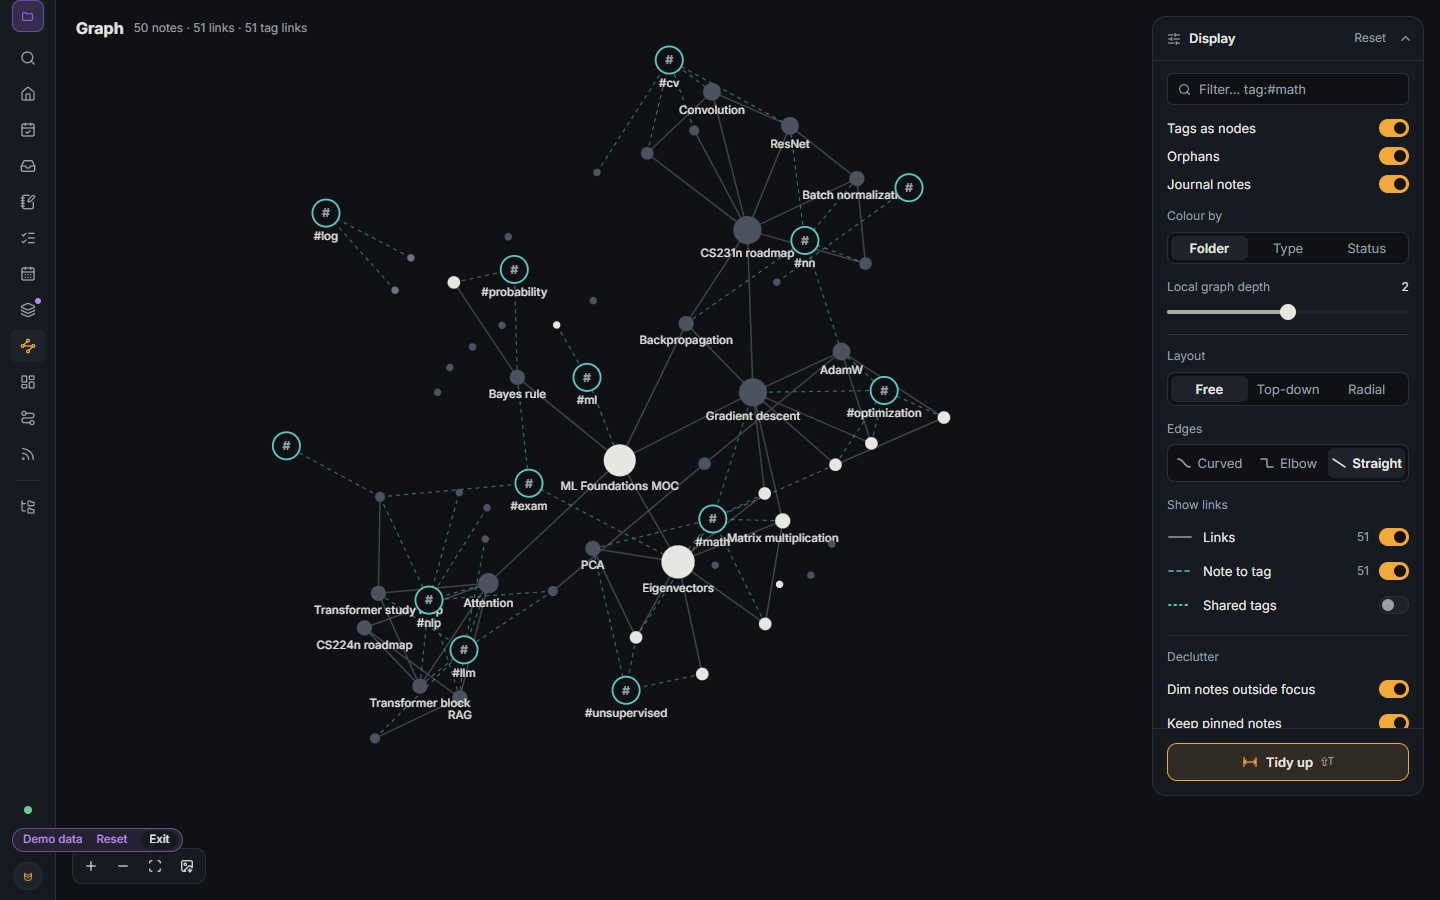 Graph 50 notes · 51 links · 51 tag links
#
#cv
Convolution
ResNet
Batch normalizati
#
#
#log
CS231n roadmap
#
#nn
#
#probability
Backpropagation
AdamW
#
#ml
Bayes rule
#
#optimization
Gradient descent
#
ML Foundations MOC
#
#exam
#
#math
Matrix multiplication
PCA
Eigenvectors
Transformer study
#
#nlp
Attention
CS224n roadmap
#
#llm
Transformer block
RAG
#
#unsupervised
Display Reset
Filter... tag:#math
Tags as nodes
Orphans
Journal notes
Colour by
Folder Type Status
Local graph depth 2
Layout
Free Top-down Radial
Edges
Curved Elbow Straight
Show links
Links 51
Note to tag 51
Shared tags
Declutter
Dim notes outside focus
Keep pinned notes
Tidy up ⇧T
Demo data Reset Exit